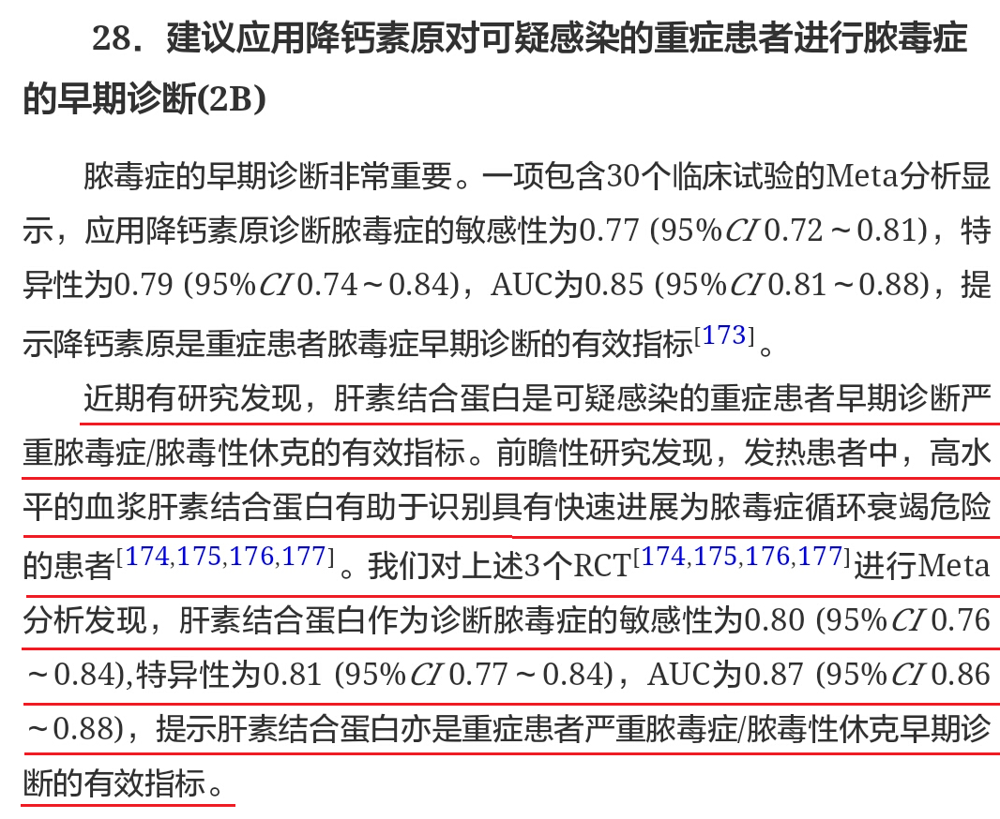 28．建议应用降钙素原对可疑感染的重症患者进行脓毒症
的早期诊断(2B)
脓毒症的早期诊断非常重要。一项包含30个临床试验的Meta分析显
示，应用降钙素原诊断脓毒症的敏感性为0.77 (95%CI 0.72～0.81)，特
异性为0.79 (95%CI 0.74～0.84)，AUC为0.85 (95%CI 0.81～0.88)，提
示降钙素原是重症患者脓毒症早期诊断的有效指标[173]。
近期有研究发现，肝素结合蛋白是可疑感染的重症患者早期诊断严
重脓毒症/脓毒性休克的有效指标。前瞻性研究发现，发热患者中，高水
平的血浆肝素结合蛋白有助于识别具有快速进展为脓毒症循环衰竭危险
的患者[174,175,176,177]。我们对上述3个RCT[174,175,176,177]进行Meta
分析发现，肝素结合蛋白作为诊断脓毒症的敏感性为0.80 (95%CI 0.76
～0.84),特异性为0.81 (95%CI 0.77～0.84)，AUC为0.87 (95%CI 0.86
～0.88)，提示肝素结合蛋白亦是重症患者严重脓毒症/脓毒性休克早期诊
断的有效指标。